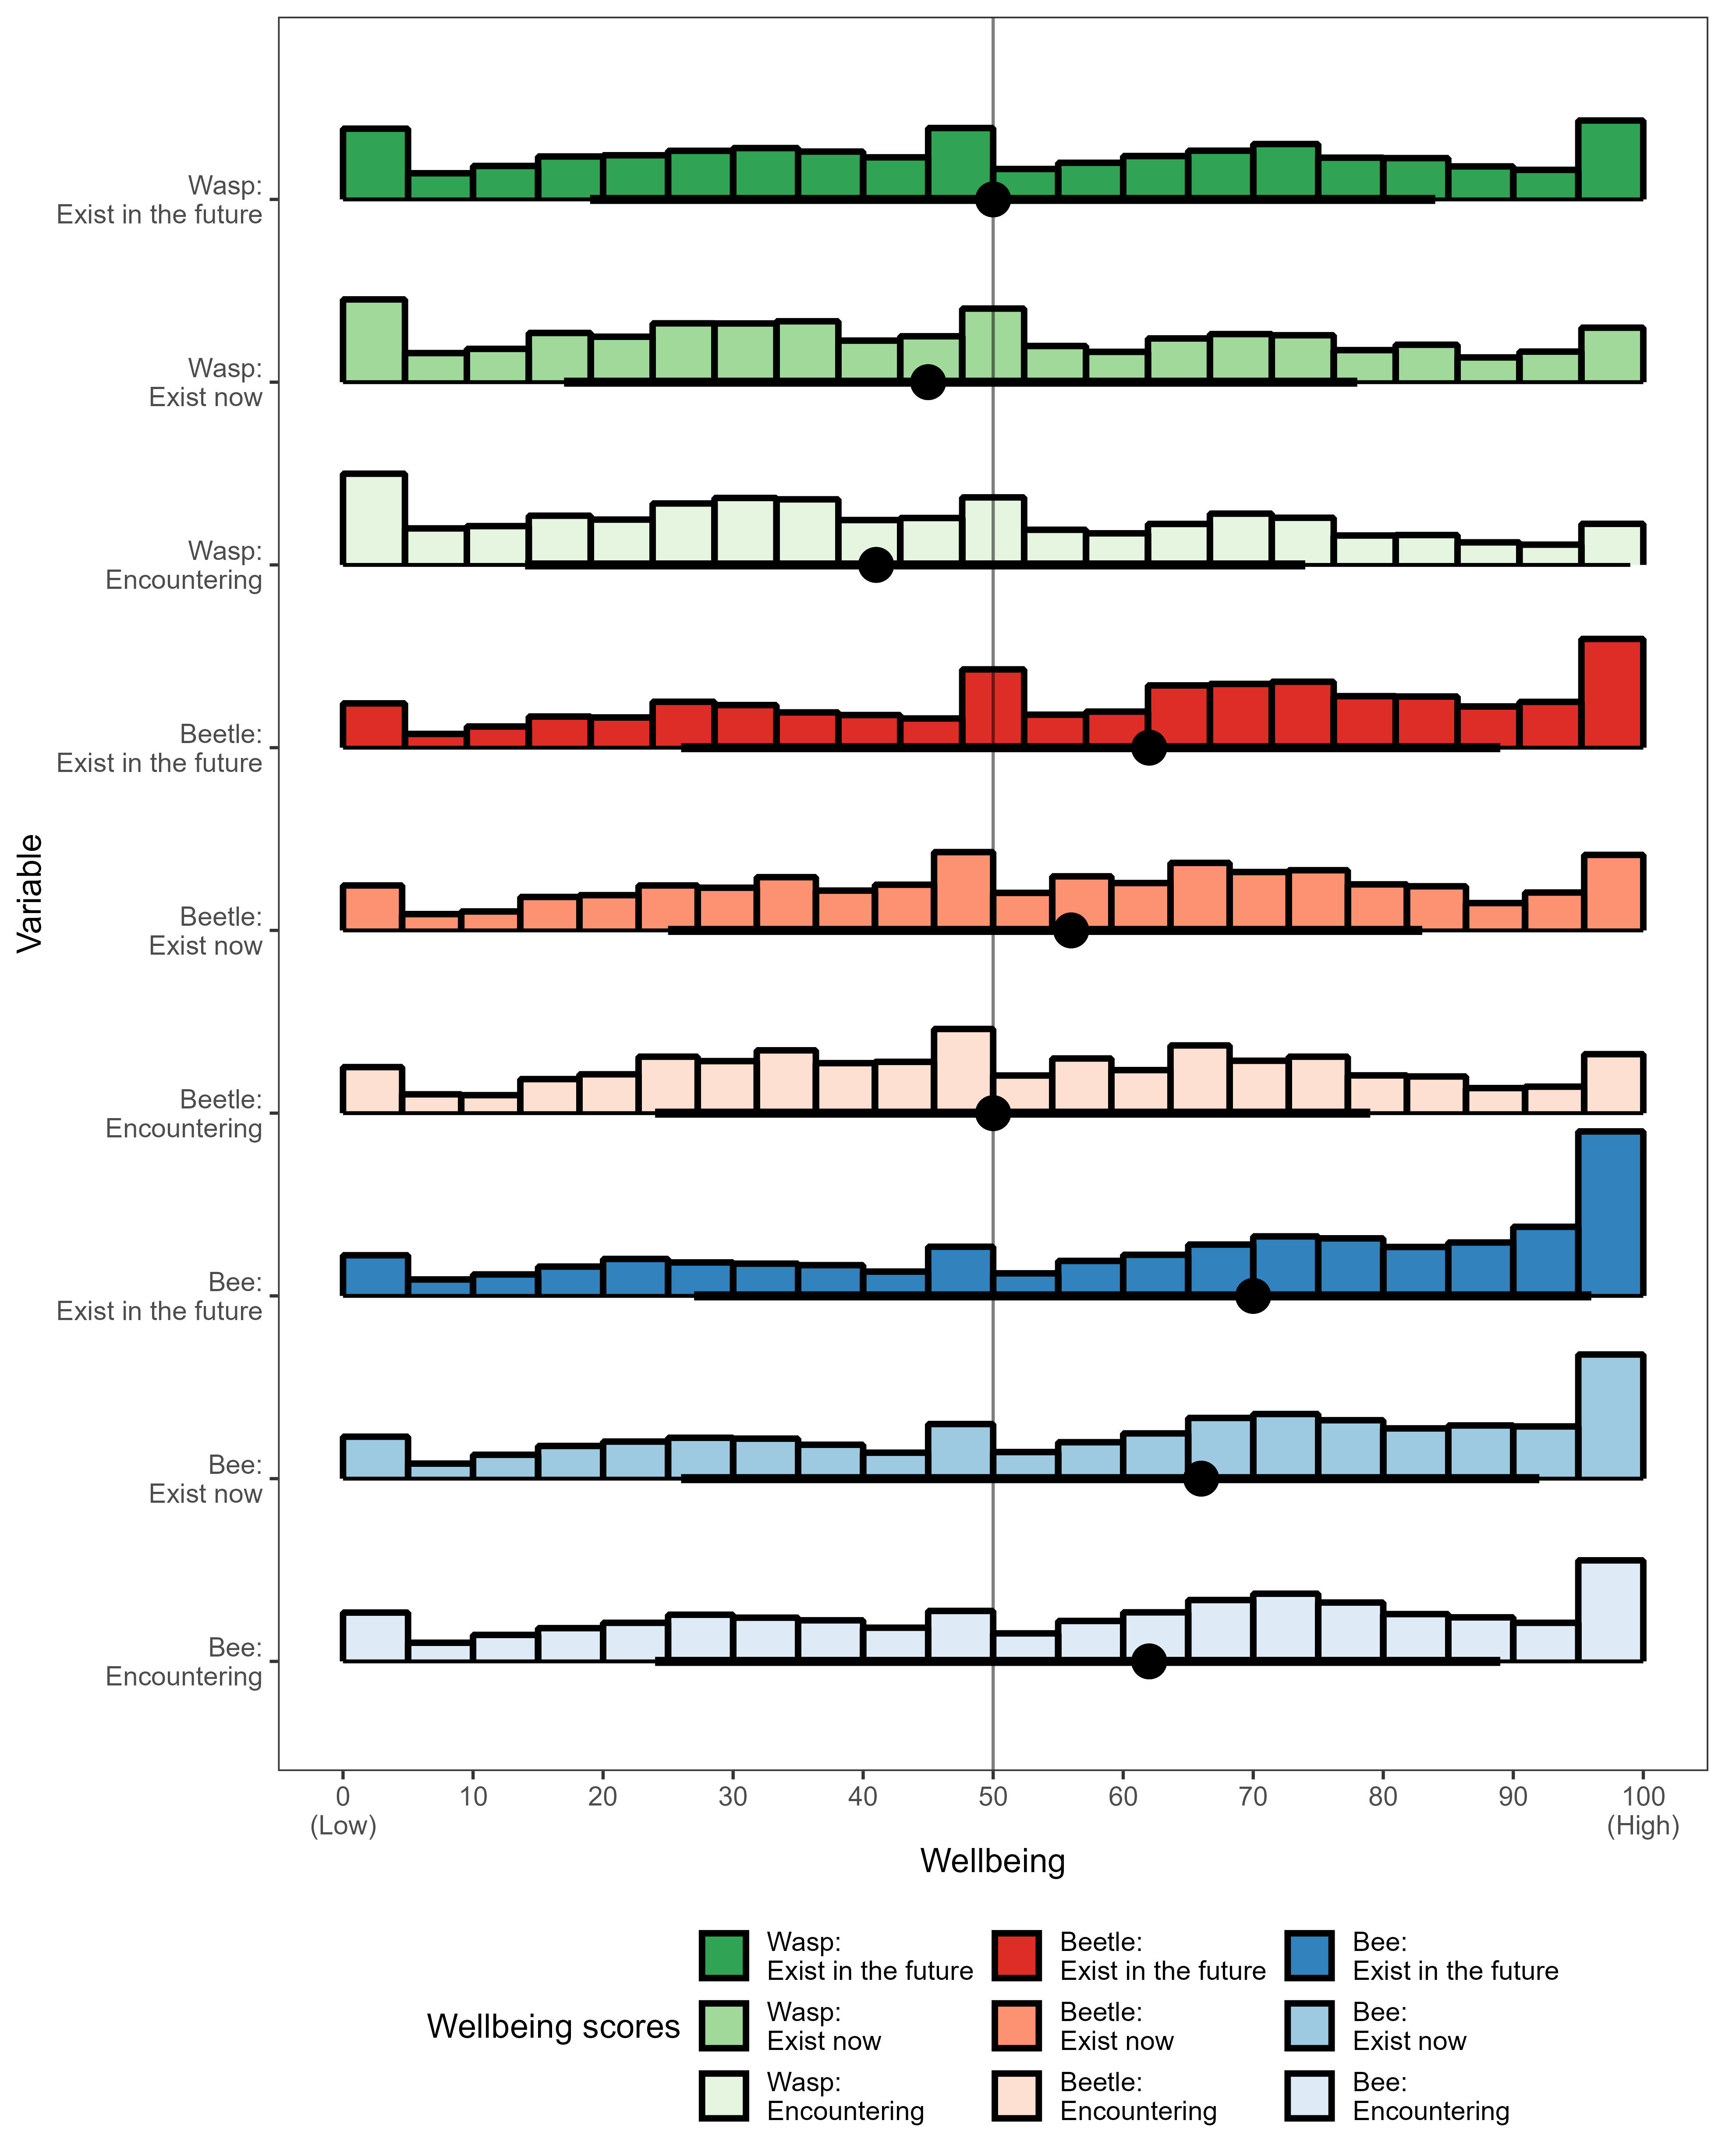 Wasp:
Exist in the future
Wasp:
Exist now
Wasp:
Encountering
Beetle:
Exist in the future
Beetle:
Exist now
Beetle:
Encountering
Bee:
Exist in the future
Bee:
Exist now
Bee:
Encountering
Variable
0 10 20 30 40 50 60 70 80 90 100
(Low) (High)
Wellbeing
Wellbeing scores
Wasp:
Exist in the future
Wasp:
Exist now
Wasp:
Encountering
Beetle:
Exist in the future
Beetle:
Exist now
Beetle:
Encountering
Bee:
Exist in the future
Bee:
Exist now
Bee:
Encountering